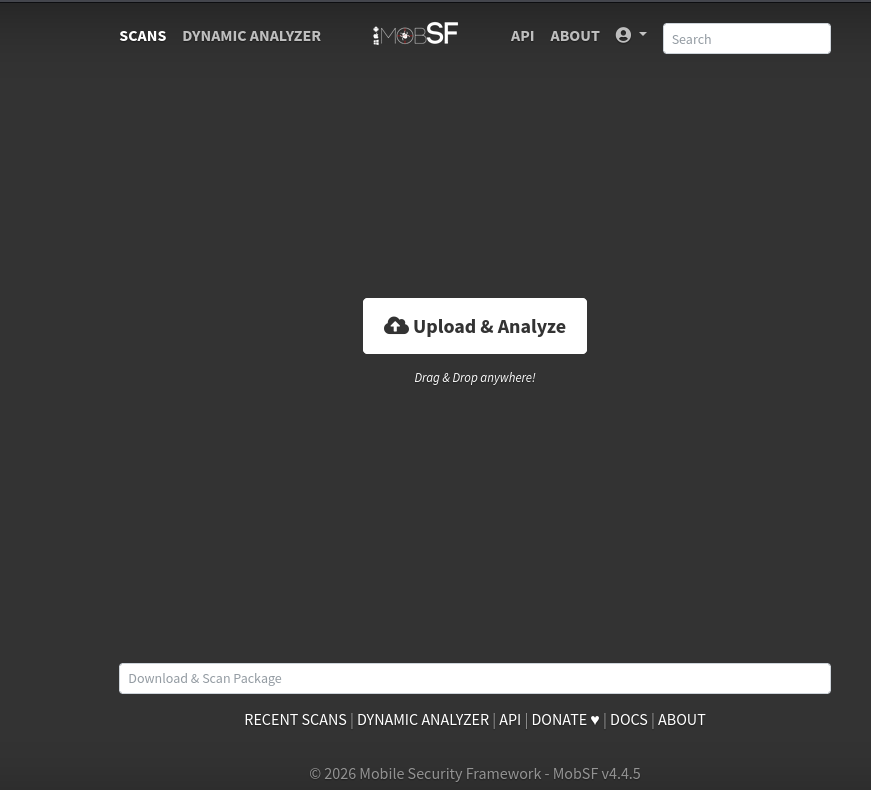 SCANS DYNAMIC ANALYZER MOBSF API ABOUT Search
Upload & Analyze
Drag & Drop anywhere!
Download & Scan Package
RECENT SCANS | DYNAMIC ANALYZER | API | DONATE ♥ | DOCS | ABOUT
© 2026 Mobile Security Framework - MobSF v4.4.5